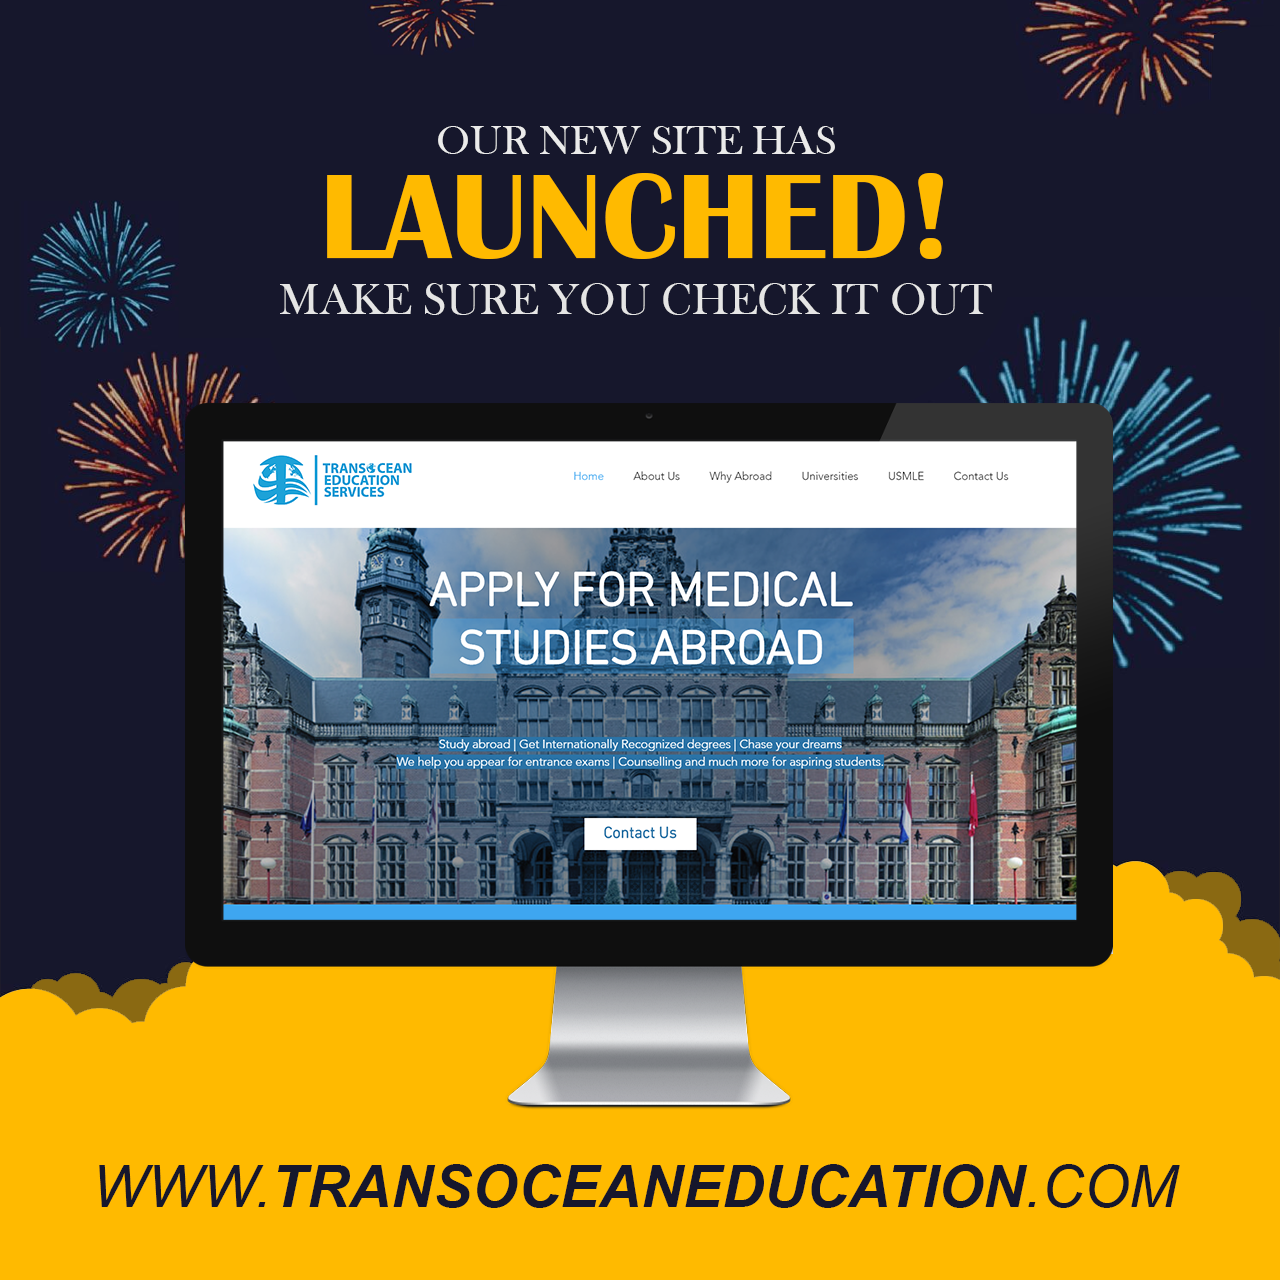 OUR NEW SITE HAS
LAUNCHED!
MAKE SURE YOU CHECK IT OUT
TRANSOCEAN
EDUCATION
SERVICES
Home About Us Why Abroad Universities USMLE Contact Us
APPLY FOR MEDICAL
STUDIES ABROAD
Study abroad | Get Internationally Recognized degrees | Chase your dreams
We help you appear for entrance exams | Counselling and much more for aspiring students.
Contact Us
WWW.TRANSOCEANEDUCATION.COM